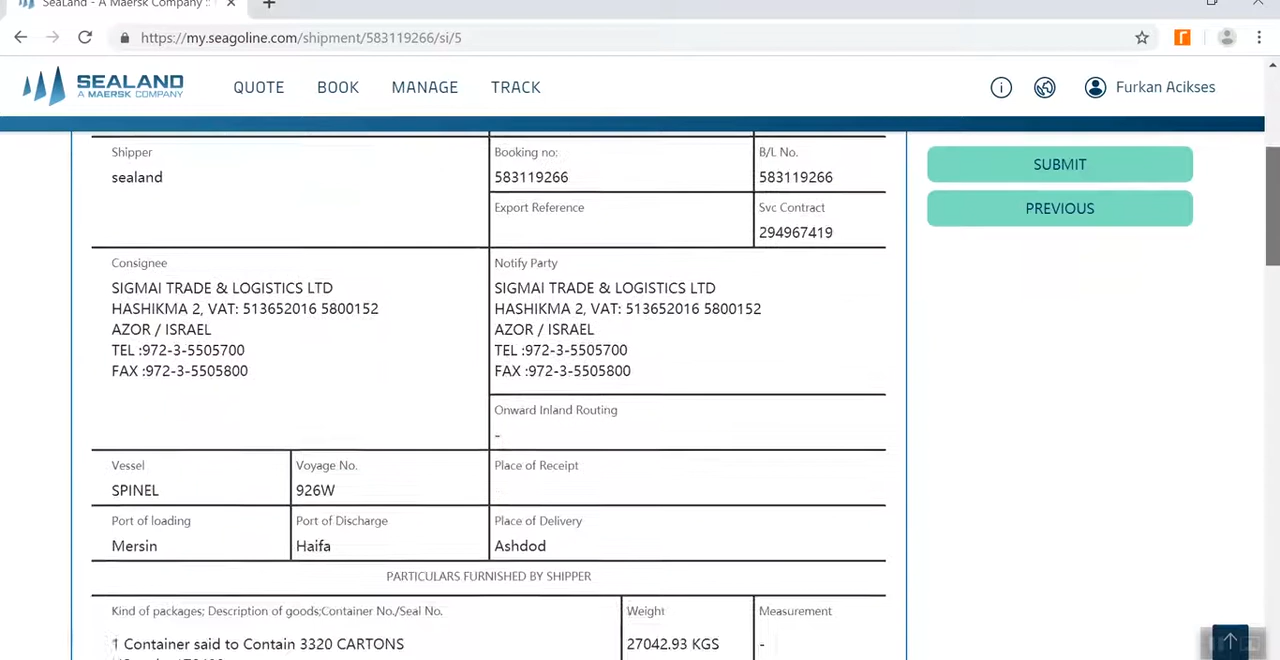 SeaLand - A Maersk Company ::
https://my.seagoline.com/shipment/583119266/si/5
SEALAND
A MAERSK COMPANY
QUOTE
BOOK
MANAGE
TRACK
Furkan Acikses
SUBMIT
PREVIOUS
Shipper
sealand
Booking no:
583119266
B/L No.
583119266
Export Reference
Svc Contract
294967419
Consignee
SIGMAI TRADE & LOGISTICS LTD
HASHIKMA 2, VAT: 513652016 5800152
AZOR / ISRAEL
TEL :972-3-5505700
FAX :972-3-5505800
Notify Party
SIGMAI TRADE & LOGISTICS LTD
HASHIKMA 2, VAT: 513652016 5800152
AZOR / ISRAEL
TEL :972-3-5505700
FAX :972-3-5505800
Onward Inland Routing
-
Vessel
SPINEL
Voyage No.
926W
Place of Receipt
Port of loading
Mersin
Port of Discharge
Haifa
Place of Delivery
Ashdod
PARTICULARS FURNISHED BY SHIPPER
Kind of packages; Description of goods;Container No./Seal No.
1 Container said to Contain 3320 CARTONS
Weight
27042.93 KGS
Measurement
-